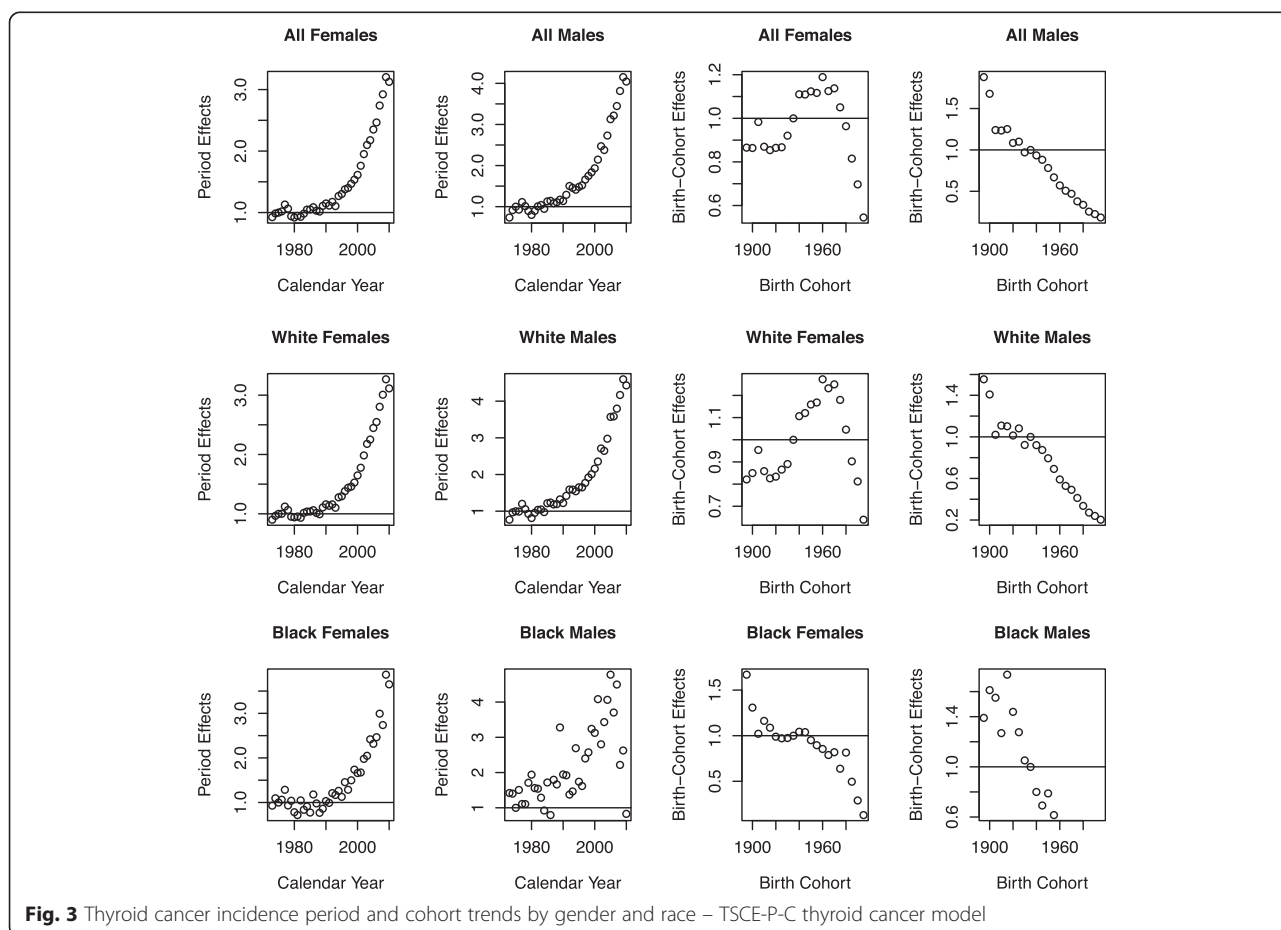 All Females
All Males
All Females
All Males
Period Effects
1.0 2.0 3.0
1980 2000
Calendar Year
Period Effects
1.0 2.0 3.0 4.0
1980 2000
Calendar Year
Birth−Cohort Effects
0.6 0.8 1.0 1.2
1900 1960
Birth Cohort
Birth−Cohort Effects
0.5 1.0 1.5
1900 1960
Birth Cohort
White Females
White Males
White Females
White Males
Period Effects
1.0 2.0 3.0
1980 2000
Calendar Year
Period Effects
1 2 3 4
1980 2000
Calendar Year
Birth−Cohort Effects
0.7 0.9 1.1
1900 1960
Birth Cohort
Birth−Cohort Effects
0.2 0.6 1.0 1.4
1900 1960
Birth Cohort
Black Females
Black Males
Black Females
Black Males
Period Effects
1.0 2.0 3.0
1980 2000
Calendar Year
Period Effects
1 2 3 4
1980 2000
Calendar Year
Birth−Cohort Effects
0.5 1.0 1.5
1900 1960
Birth Cohort
Birth−Cohort Effects
0.6 1.0 1.4
1900 1960
Birth Cohort
Fig. 3 Thyroid cancer incidence period and cohort trends by gender and race – TSCE-P-C thyroid cancer model